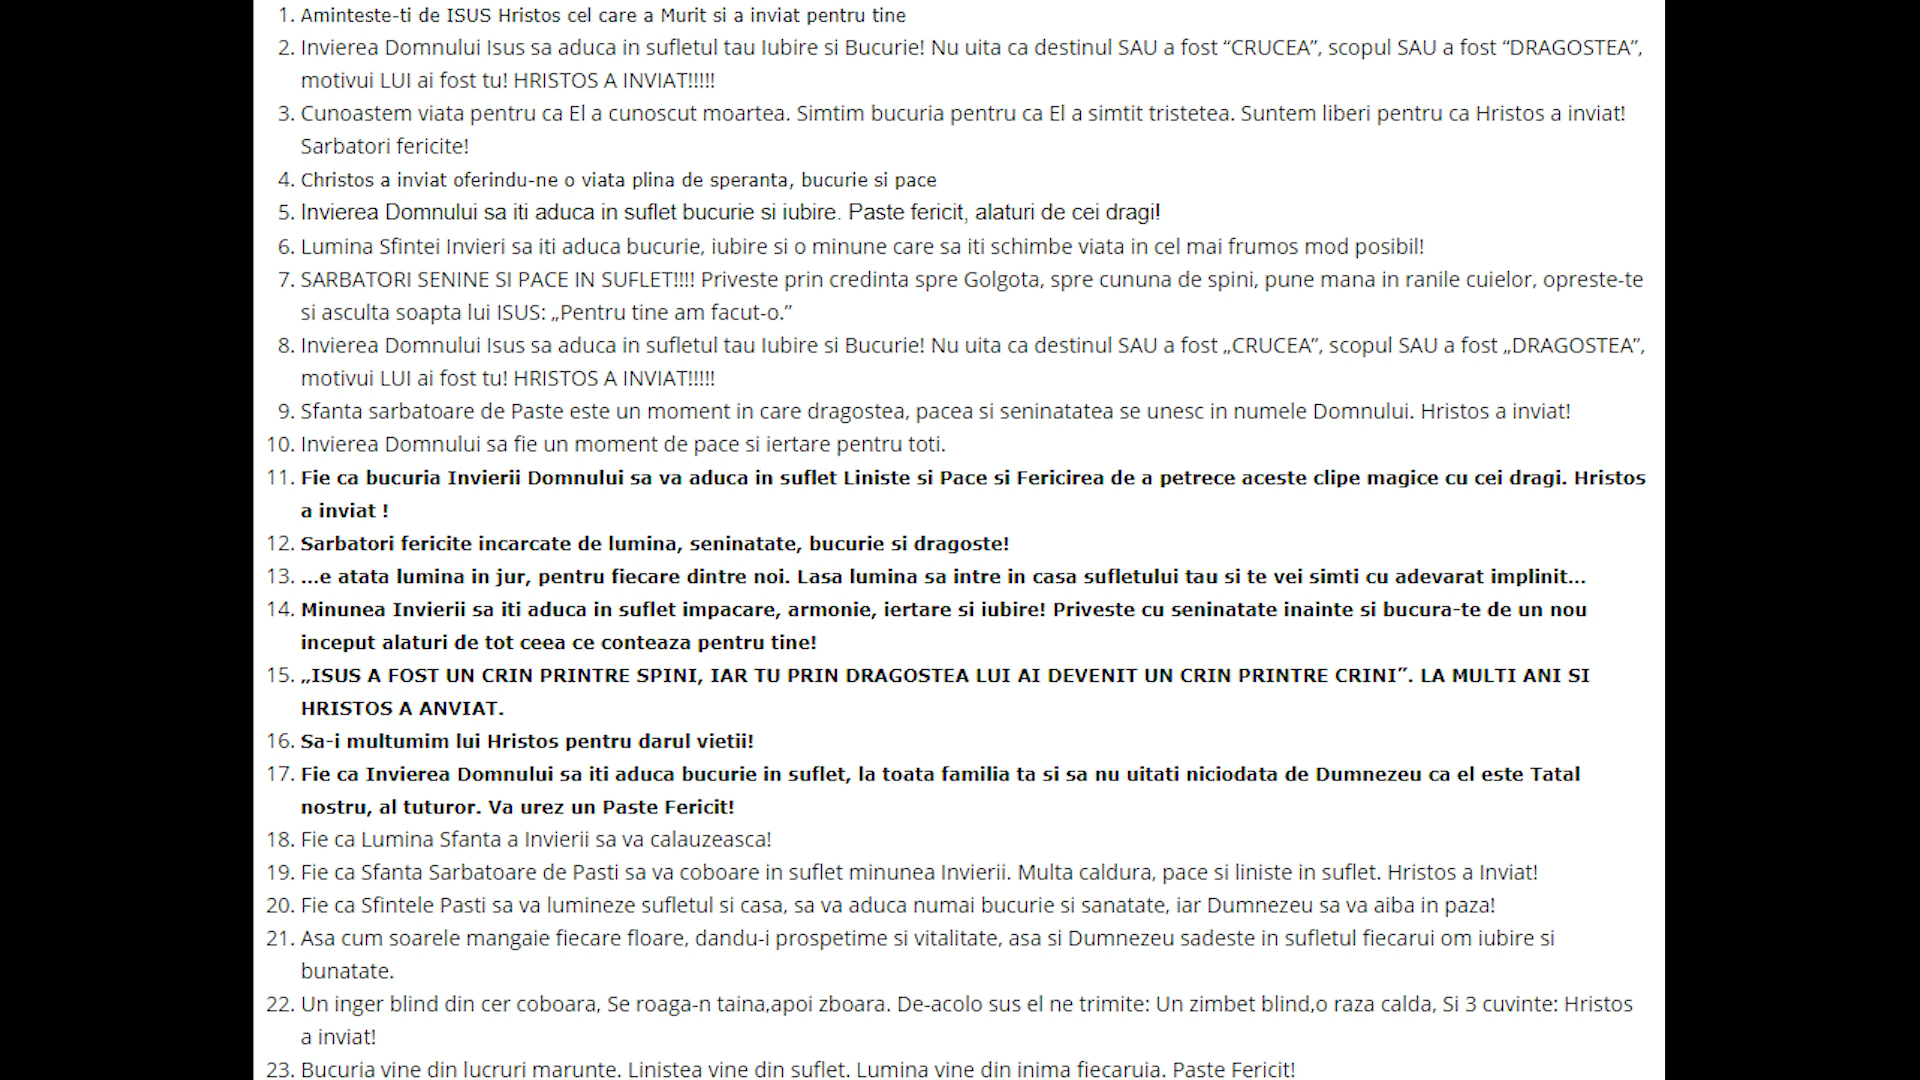 1. Aminteste-ti de ISUS Hristos cel care a Murit si a inviat pentru tine
2. Invierea Domnului Isus sa aduca in sufletul tau Iubire si Bucurie! Nu uita ca destinul SAU a fost “CRUCEA”, scopul SAU a fost “DRAGOSTEA”,
motivui LUI ai fost tu! HRISTOS A INVIAT!!!!!
3. Cunoastem viata pentru ca El a cunoscut moartea. Simtim bucuria pentru ca El a simtit tristetea. Suntem liberi pentru ca Hristos a inviat!
Sarbatori fericite!
4. Christos a inviat oferindu-ne o viata plina de speranta, bucurie si pace
5. Invierea Domnului sa iti aduca in suflet bucurie si iubire. Paste fericit, alaturi de cei dragi!
6. Lumina Sfintei Invieri sa iti aduca bucurie, iubire si o minune care sa iti schimbe viata in cel mai frumos mod posibil!
7. SARBATORI SENINE SI PACE IN SUFLET!!!! Priveste prin credinta spre Golgota, spre cununa de spini, pune mana in ranile cuielor, opreste-te
si asculta soapta lui ISUS: „Pentru tine am facut-o.”
8. Invierea Domnului Isus sa aduca in sufletul tau Iubire si Bucurie! Nu uita ca destinul SAU a fost „CRUCEA”, scopul SAU a fost „DRAGOSTEA”,
motivui LUI ai fost tu! HRISTOS A INVIAT!!!!!
9. Sfanta sarbatoare de Paste este un moment in care dragostea, pacea si seninatatea se unesc in numele Domnului. Hristos a inviat!
10. Invierea Domnului sa fie un moment de pace si iertare pentru toti.
11. Fie ca bucuria Invierii Domnului sa va aduca in suflet Liniste si Pace si Fericirea de a petrece aceste clipe magice cu cei dragi. Hristos
a inviat !
12. Sarbatori fericite incarcate de lumina, seninatate, bucurie si dragoste!
13. …e atata lumina in jur, pentru fiecare dintre noi. Lasa lumina sa intre in casa sufletului tau si te vei simti cu adevarat implinit…
14. Minunea Invierii sa iti aduca in suflet impacare, armonie, iertare si iubire! Priveste cu seninatate inainte si bucura-te de un nou
inceput alaturi de tot ceea ce conteaza pentru tine!
15. „ISUS A FOST UN CRIN PRINTRE SPINI, IAR TU PRIN DRAGOSTEA LUI AI DEVENIT UN CRIN PRINTRE CRINI”. LA MULTI ANI SI
HRISTOS A ANVIAT.
16. Sa-i multumim lui Hristos pentru darul vietii!
17. Fie ca Invierea Domnului sa iti aduca bucurie in suflet, la toata familia ta si sa nu uitati niciodata de Dumnezeu ca el este Tatal
nostru, al tuturor. Va urez un Paste Fericit!
18. Fie ca Lumina Sfanta a Invierii sa va calauzeasca!
19. Fie ca Sfanta Sarbatoare de Pasti sa va coboare in suflet minunea Invierii. Multa caldura, pace si liniste in suflet. Hristos a Inviat!
20. Fie ca Sfintele Pasti sa va lumineze sufletul si casa, sa va aduca numai bucurie si sanatate, iar Dumnezeu sa va aiba in paza!
21. Asa cum soarele mangaie fiecare floare, dandu-i prospetime si vitalitate, asa si Dumnezeu sadeste in sufletul fiecarui om iubire si
bunatate.
22. Un inger blind din cer coboara, Se roaga-n taina,apoi zboara. De-acolo sus el ne trimite: Un zimbet blind,o raza calda, Si 3 cuvinte: Hristos
a inviat!
23. Bucuria vine din lucruri marunte. Linistea vine din suflet. Lumina vine din inima fiecaruia. Paste Fericit!